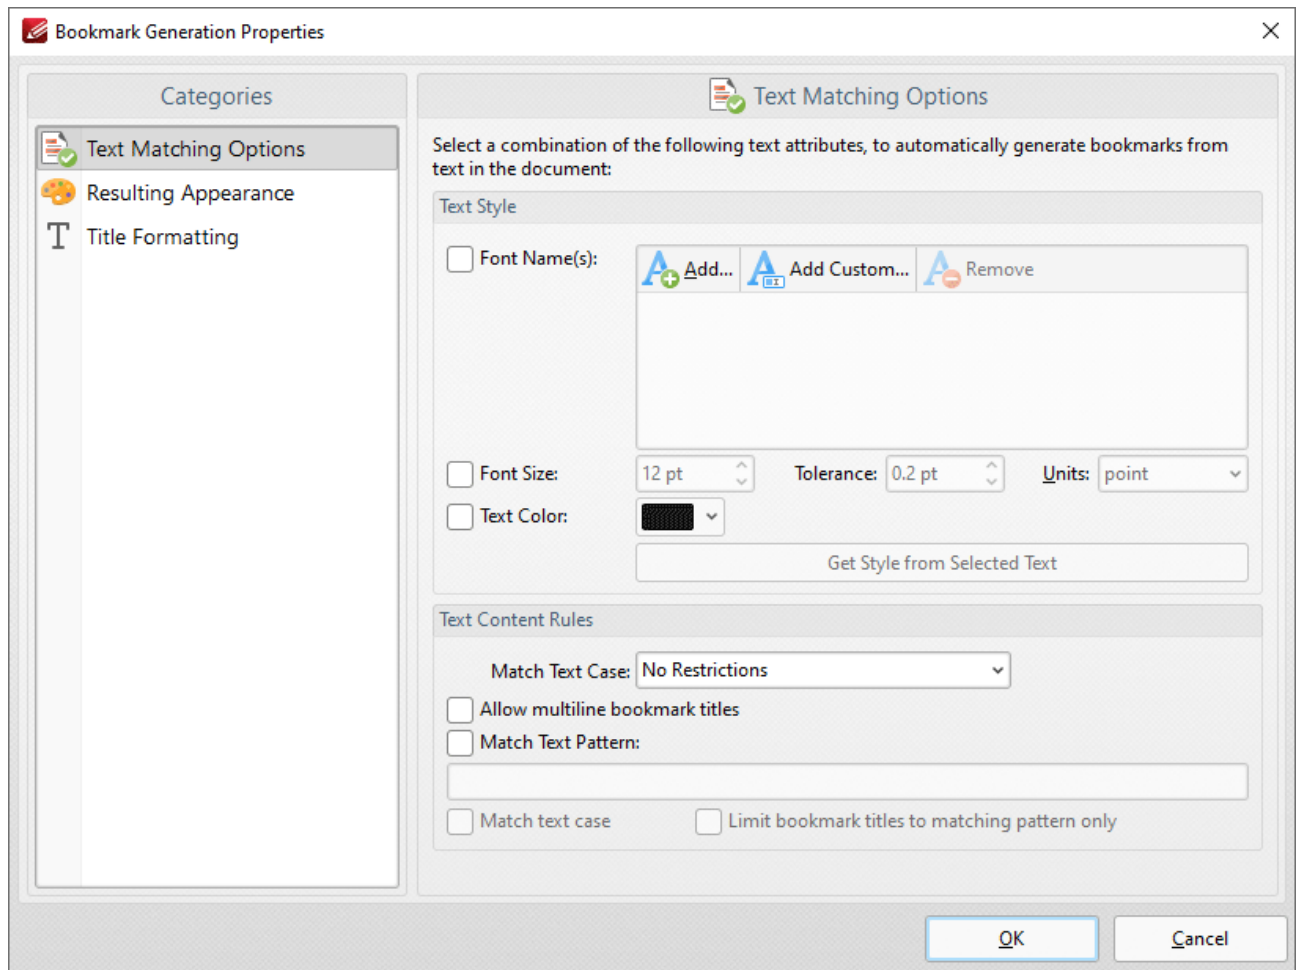 Bookmark Generation Properties
Categories
Text Matching Options
Resulting Appearance
Title Formatting
Text Matching Options
Select a combination of the following text attributes, to automatically generate bookmarks from
text in the document:
Text Style
Font Name(s):
Add... Add Custom... Remove
Font Size: 12 pt Tolerance: 0.2 pt Units: point
Text Color:
Get Style from Selected Text
Text Content Rules
Match Text Case: No Restrictions
Allow multiline bookmark titles
Match Text Pattern:
Match text case Limit bookmark titles to matching pattern only
OK Cancel